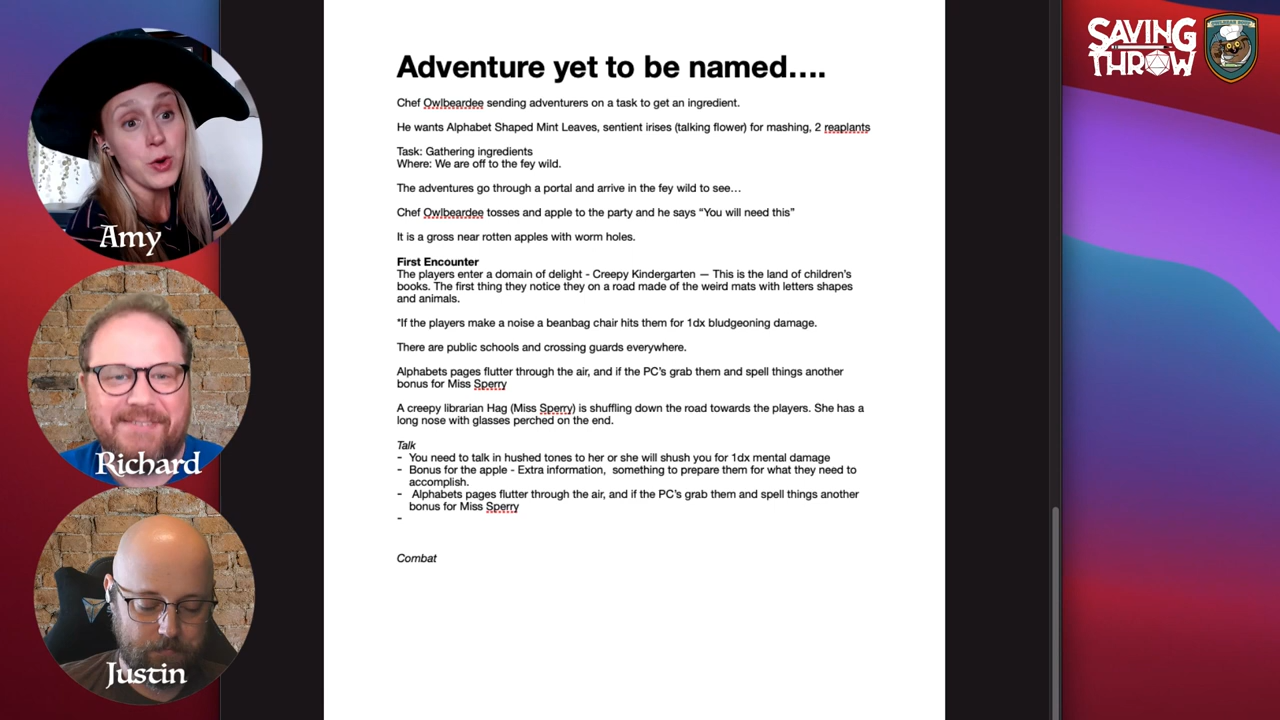 Adventure yet to be named....
Chef Owlbeardee sending adventurers on a task to get an ingredient.
He wants Alphabet Shaped Mint Leaves, sentient irises (talking flower) for mashing, 2 reaplants
Task: Gathering ingredients
Where: We are off to the fey wild.
The adventures go through a portal and arrive in the fey wild to see…
Chef Owlbeardee tosses and apple to the party and he says “You will need this”
It is a gross near rotten apples with worm holes.
First Encounter
The players enter a domain of delight - Creepy Kindergarten — This is the land of children’s
books. The first thing they notice they on a road made of the weird mats with letters shapes
and animals.
*If the players make a noise a beanbag chair hits them for 1dx bludgeoning damage.
There are public schools and crossing guards everywhere.
Alphabets pages flutter through the air, and if the PC’s grab them and spell things another
bonus for Miss Sperry
A creepy librarian Hag (Miss Sperry) is shuffling down the road towards the players. She has a
long nose with glasses perched on the end.
Talk
- You need to talk in hushed tones to her or she will shush you for 1dx mental damage
- Bonus for the apple - Extra information, something to prepare them for what they need to
accomplish.
- Alphabets pages flutter through the air, and if the PC’s grab them and spell things another
bonus for Miss Sperry
-
Combat
Amy
Richard
Justin
SAVING
THROW